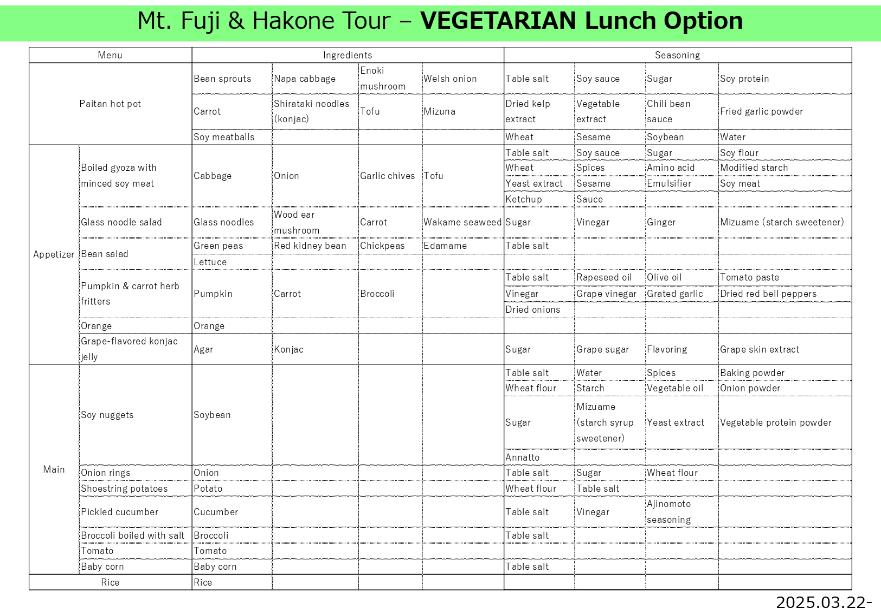 Mt. Fuji & Hakone Tour – VEGETARIAN Lunch Option
Menu Ingredients Seasoning
Paitan hot pot
Bean sprouts Napa cabbage Enoki mushroom Welsh onion Table salt Soy sauce Sugar Soy protein
Carrot Shirataki noodles (konjac) Tofu Mizuna Dried kelp extract Vegetable extract Chili bean sauce Fried garlic powder
Soy meatballs Wheat Sesame Soybean Water
Appetizer
Boiled gyoza with minced soy meat
Cabbage Onion Garlic chives Tofu
Table salt Soy sauce Sugar Soy flour
Wheat Spices Amino acid Modified starch
Yeast extract Sesame Emulsifier Soy meat
Ketchup Sauce
Glass noodle salad Glass noodles Wood ear mushroom Carrot Wakame seaweed Sugar Vinegar Ginger Mizuame (starch sweetener)
Bean salad
Green peas Red kidney bean Chickpeas Edamame Table salt
Lettuce
Pumpkin & carrot herb fritters
Pumpkin Carrot Broccoli
Table salt Rapeseed oil Olive oil Tomato paste
Vinegar Grape vinegar Grated garlic Dried red bell peppers
Dried onions
Orange Orange
Grape-flavored konjac jelly Agar Konjac Sugar Grape sugar Flavoring Grape skin extract
Main
Soy nuggets Soybean
Table salt Water Spices Baking powder
Wheat flour Starch Vegetable oil Onion powder
Sugar Mizuame (starch syrup sweetener) Yeast extract Vegetable protein powder
Annatto
Onion rings Onion Table salt Sugar Wheat flour
Shoestring potatoes Potato Wheat flour Table salt
Pickled cucumber Cucumber Table salt Vinegar Ajinomoto seasoning
Broccoli boiled with salt Broccoli Table salt
Tomato Tomato
Baby corn Baby corn Table salt
Rice Rice
2025.03.22-